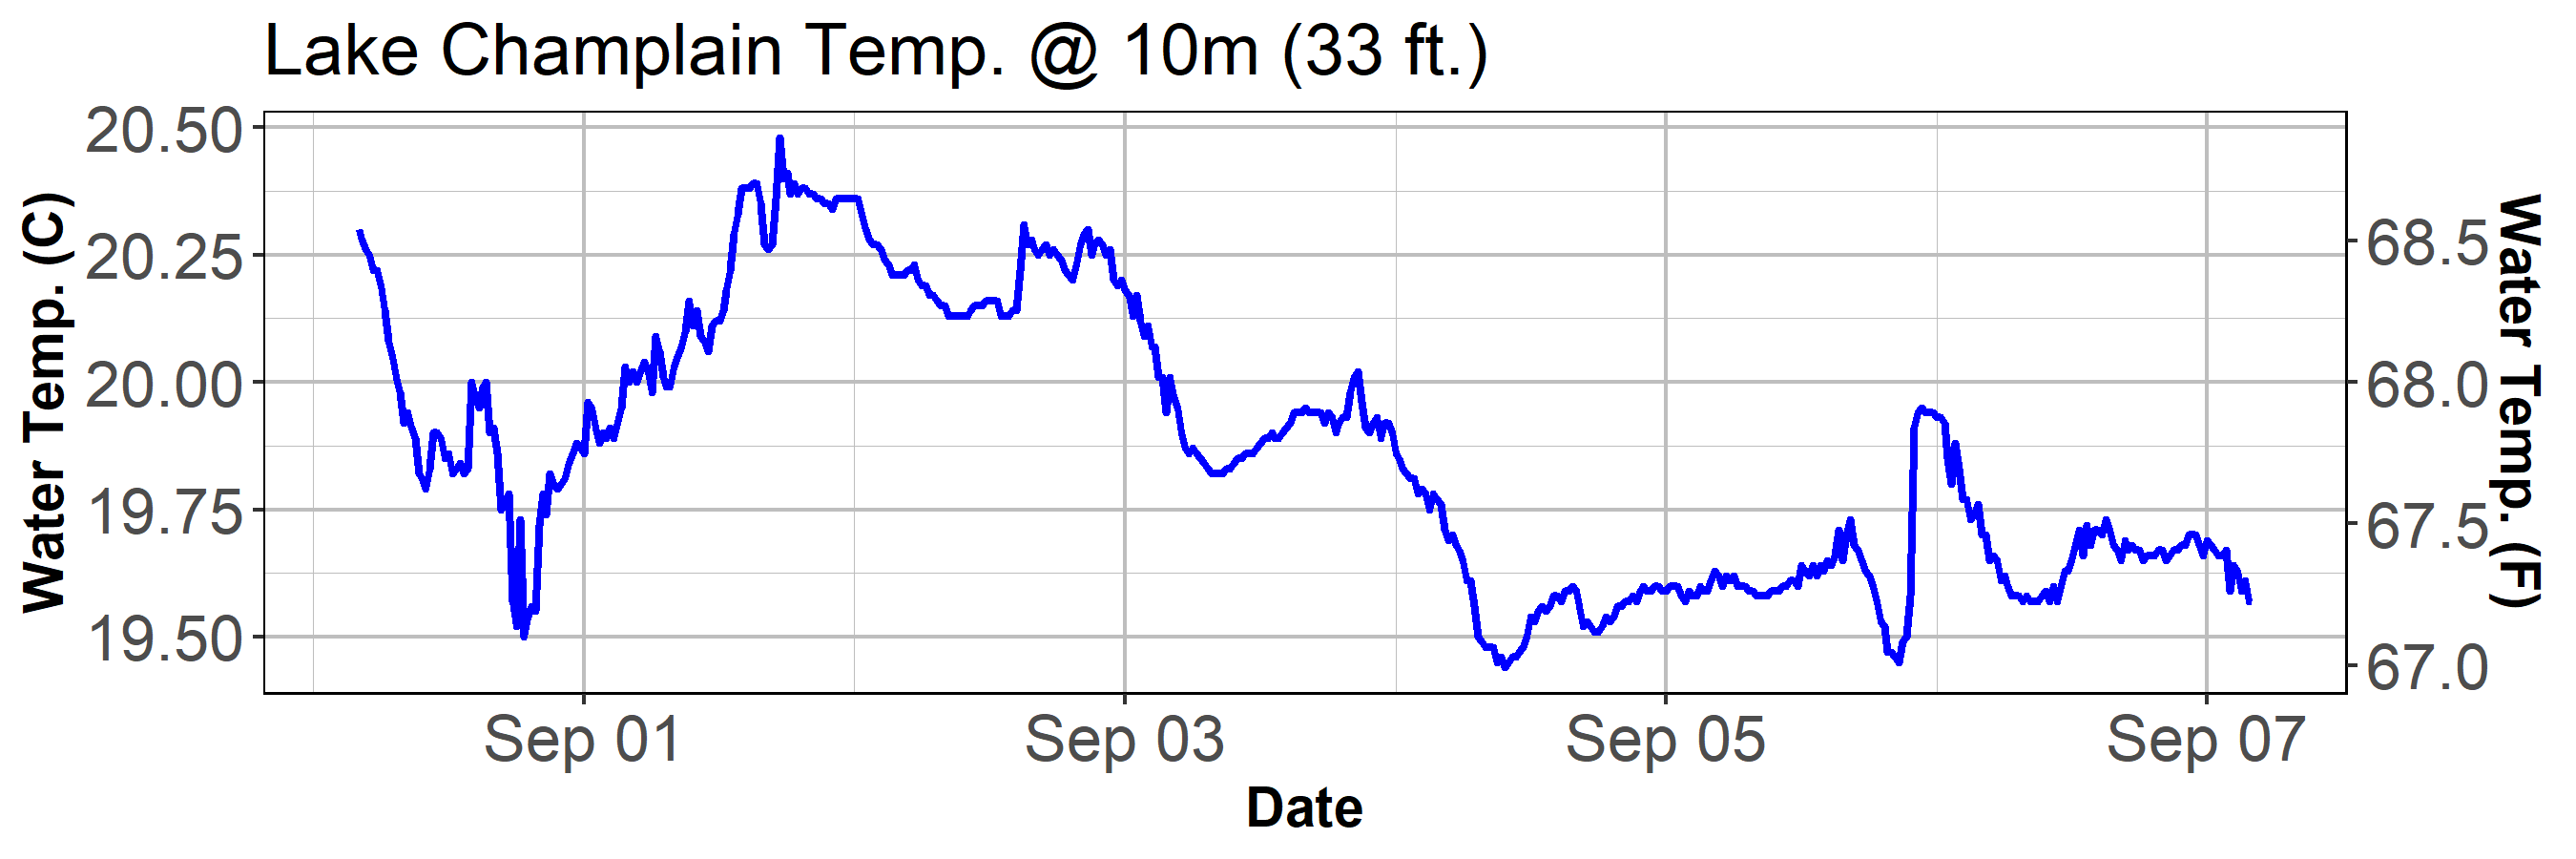 Lake Champlain Temp. @ 10m (33 ft.)
Water Temp. (C)
20.50
20.25
20.00
19.75
19.50
68.5
68.0
67.5
67.0
Water Temp. (F)
Sep 01 Sep 03 Sep 05 Sep 07
Date